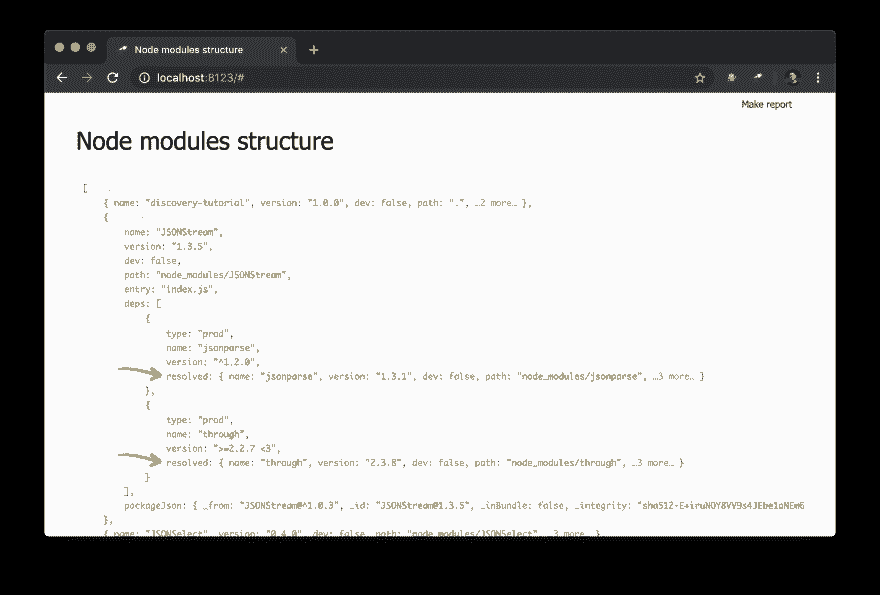 Node modules structure
localhost:8123/#
Make report
Node modules structure
[
{ name: "discovery-tutorial", version: "1.0.0", dev: false, path: ".", …2 more… },
{
name: "JSONStream",
version: "1.3.5",
dev: false,
path: "node_modules/JSONStream",
entry: "index.js",
deps: [
{
type: "prod",
name: "jsonparse",
version: "^1.2.0",
resolved: { name: "jsonparse", version: "1.3.1", dev: false, path: "node_modules/jsonparse", …3 more… }
},
{
type: "prod",
name: "through",
version: ">=2.2.7 <3",
resolved: { name: "through", version: "2.3.8", dev: false, path: "node_modules/through", …3 more… }
}
],
packageJson: { _from: "JSONStream@^1.0.3", _id: "JSONStream@1.3.5", _inBundle: false, _integrity:
},
{ name: "JSONSelect", version: "0.4.0", dev: false, path: "node_modules/JSONSelect", …3 more… },